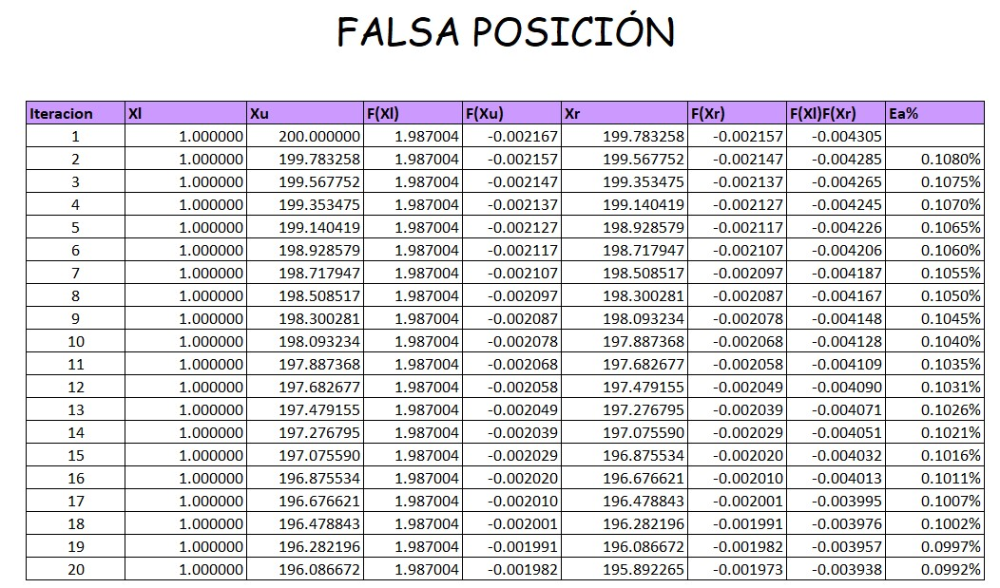 FALSA POSICIÓN
Iteracion Xl Xu F(Xl) F(Xu) Xr F(Xr) F(Xl)F(Xr) Ea%
1 1.000000 200.000000 1.987004 -0.002167 199.783258 -0.002157 -0.004305
2 1.000000 199.783258 1.987004 -0.002157 199.567752 -0.002147 -0.004285 0.1080%
3 1.000000 199.567752 1.987004 -0.002147 199.353475 -0.002137 -0.004265 0.1075%
4 1.000000 199.353475 1.987004 -0.002137 199.140419 -0.002127 -0.004245 0.1070%
5 1.000000 199.140419 1.987004 -0.002127 198.928579 -0.002117 -0.004226 0.1065%
6 1.000000 198.928579 1.987004 -0.002117 198.717947 -0.002107 -0.004206 0.1060%
7 1.000000 198.717947 1.987004 -0.002107 198.508517 -0.002097 -0.004187 0.1055%
8 1.000000 198.508517 1.987004 -0.002097 198.300281 -0.002087 -0.004167 0.1050%
9 1.000000 198.300281 1.987004 -0.002087 198.093234 -0.002078 -0.004148 0.1045%
10 1.000000 198.093234 1.987004 -0.002078 197.887368 -0.002068 -0.004128 0.1040%
11 1.000000 197.887368 1.987004 -0.002068 197.682677 -0.002058 -0.004109 0.1035%
12 1.000000 197.682677 1.987004 -0.002058 197.479155 -0.002049 -0.004090 0.1031%
13 1.000000 197.479155 1.987004 -0.002049 197.276795 -0.002039 -0.004071 0.1026%
14 1.000000 197.276795 1.987004 -0.002039 197.075590 -0.002029 -0.004051 0.1021%
15 1.000000 197.075590 1.987004 -0.002029 196.875534 -0.002020 -0.004032 0.1016%
16 1.000000 196.875534 1.987004 -0.002020 196.676621 -0.002010 -0.004013 0.1011%
17 1.000000 196.676621 1.987004 -0.002010 196.478843 -0.002001 -0.003995 0.1007%
18 1.000000 196.478843 1.987004 -0.002001 196.282196 -0.001991 -0.003976 0.1002%
19 1.000000 196.282196 1.987004 -0.001991 196.086672 -0.001982 -0.003957 0.0997%
20 1.000000 196.086672 1.987004 -0.001982 195.892265 -0.001973 -0.003938 0.0992%